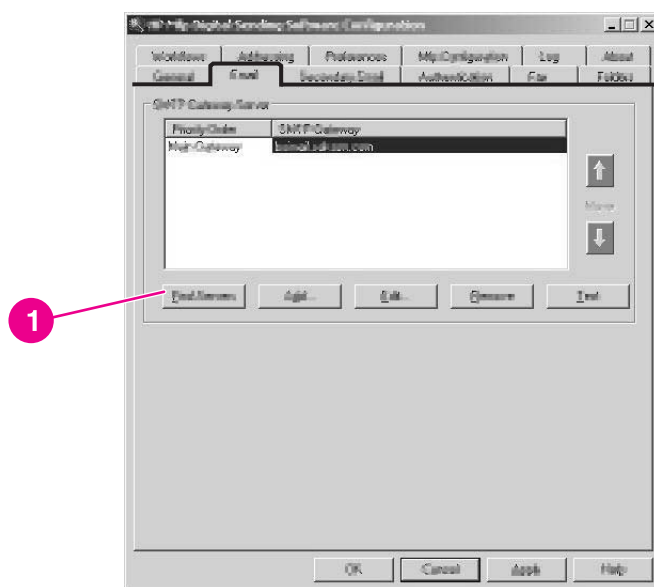 HP Mfp Digital Sending Software Configuration
Workflows Addressing Preferences Mfp Configuration Log About
General Email Secondary Email Authentication Fax Folders
SMTP Gateway Server
Priority Order SMTP Gateway
Main Gateway
Move
1
Find Servers Add... Edit... Remove Test
OK Cancel Apply Help